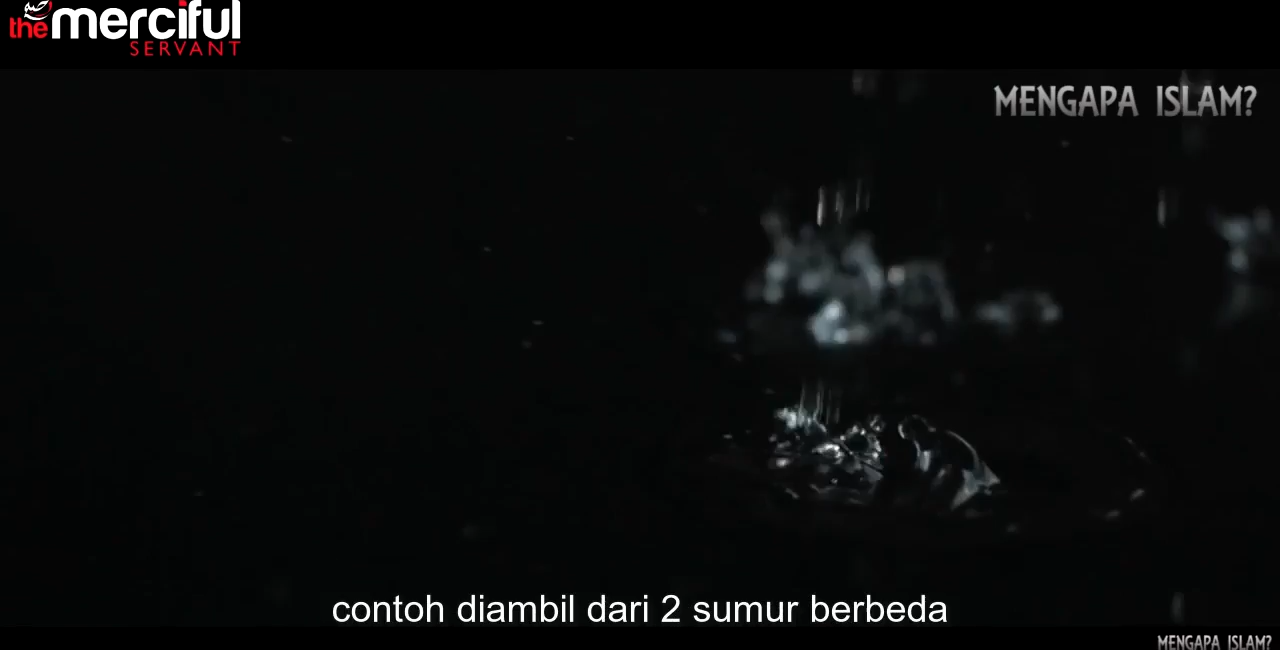 the merciful
SERVANT
MENGAPA ISLAM?
contoh diambil dari 2 sumur berbeda
MENGAPA ISLAM?